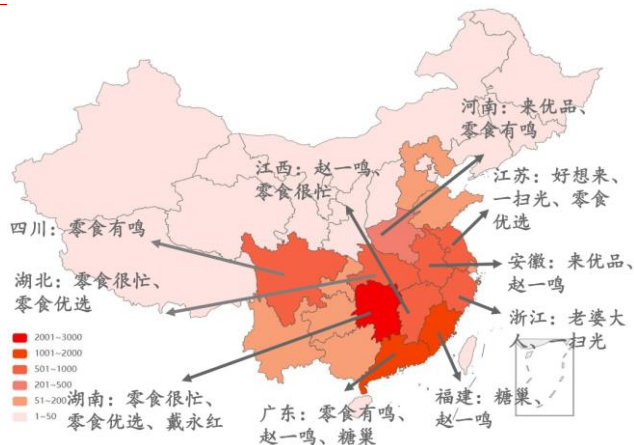 河南：来优品、
零食有鸣
江西：赵一鸣、
零食很忙
江苏：好想来、
一扫光、零食
优选
四川：零食有鸣
安徽：来优品、
赵一鸣
湖北：零食很忙、
零食优选
浙江：老婆大
人、一扫光
2001~3000
1001~2000
501~1000
201~500
51~200
1~50
湖南：零食很忙、
零食优选、戴永红
广东：零食有鸣、
赵一鸣、糖巢
福建：糖巢、
赵一鸣